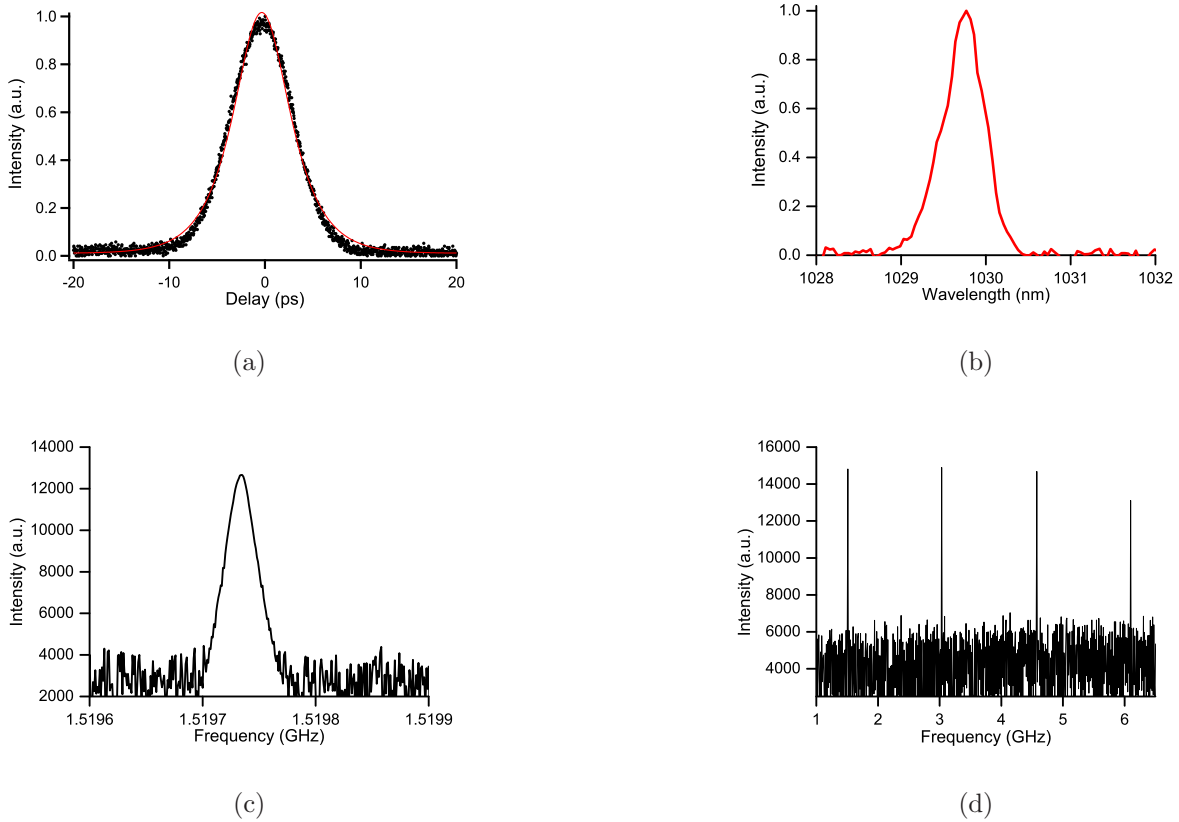 1.0
0.8
0.6
0.4
0.2
0.0
Intensity (a.u.)
-20 -10 0 10 20
Delay (ps)
(a)
1.0
0.8
0.6
0.4
0.2
0.0
Intensity (a.u.)
1028 1029 1030 1031 1032
Wavelength (nm)
(b)
14000
12000
10000
8000
6000
4000
2000
Intensity (a.u.)
1.5196 1.5197 1.5198 1.5199
Frequency (GHz)
(c)
16000
14000
12000
10000
8000
6000
4000
Intensity (a.u.)
1 2 3 4 5 6
Frequency (GHz)
(d)